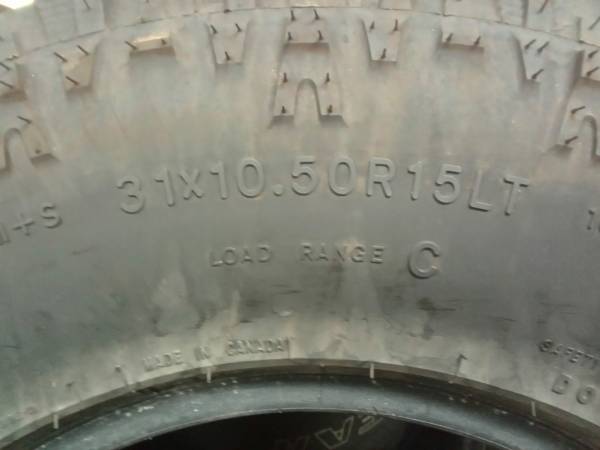 M+S 31X10.50R15LT
LOAD RANGE C
MADE IN CANADA